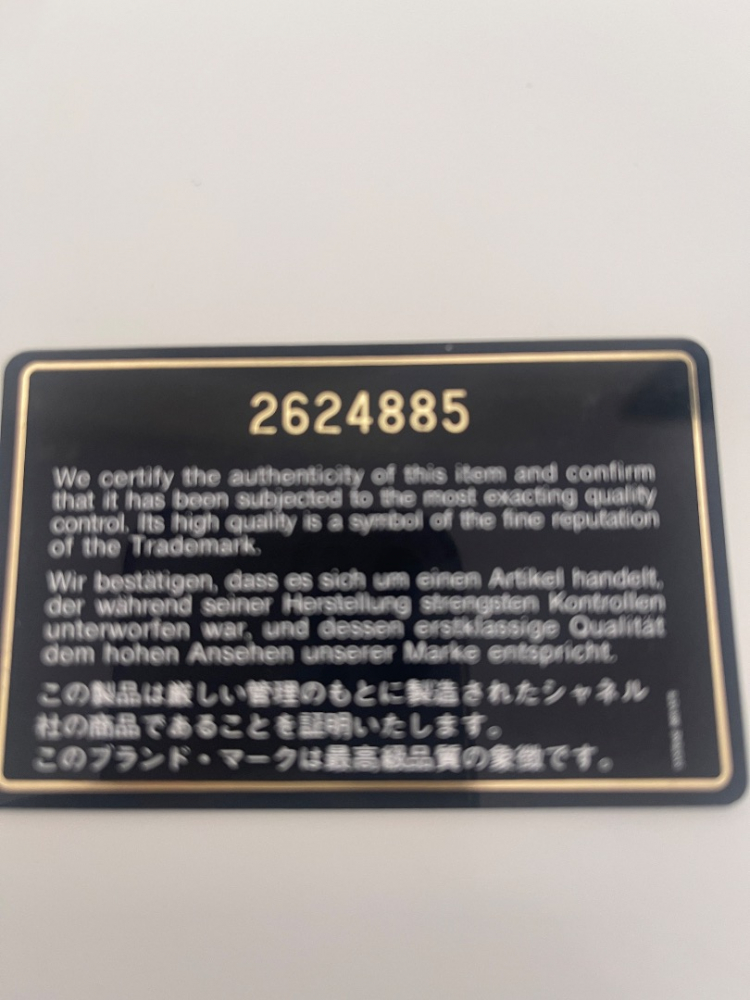 2624885
We certify the authenticity of this item and confirm
that it has been subjected to the most exacting quality
control. Its high quality is a symbol of the fine reputation
of the Trademark.
Wir bestätigen, dass es sich um einen Artikel handelt,
der während seiner Herstellung strengsten Kontrollen
unterworfen war, und dessen erstklassige Qualität
dem hohen Ansehen unserer Marke entspricht.
この製品は厳しい管理のもとに製造されたシャネル
社の商品であることを証明いたします。
このブランド・マークは最高級品質の象徴です。